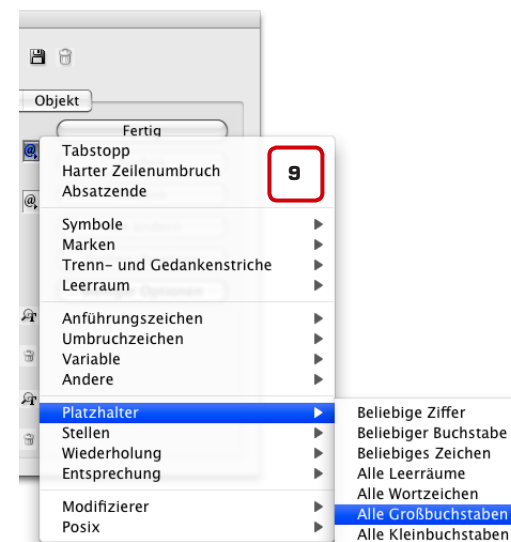 Objekt
Fertig
Tabstopp
Harter Zeilenumbruch
Absatzende
9
Symbole
Marken
Trenn- und Gedankenstriche
Leerraum
Anführungszeichen
Umbruchzeichen
Variable
Andere
Platzhalter
Stellen
Wiederholung
Entsprechung
Modifizierer
Posix
Beliebige Ziffer
Beliebiger Buchstabe
Beliebiges Zeichen
Alle Leerräume
Alle Wortzeichen
Alle Großbuchstaben
Alle Kleinbuchstaben